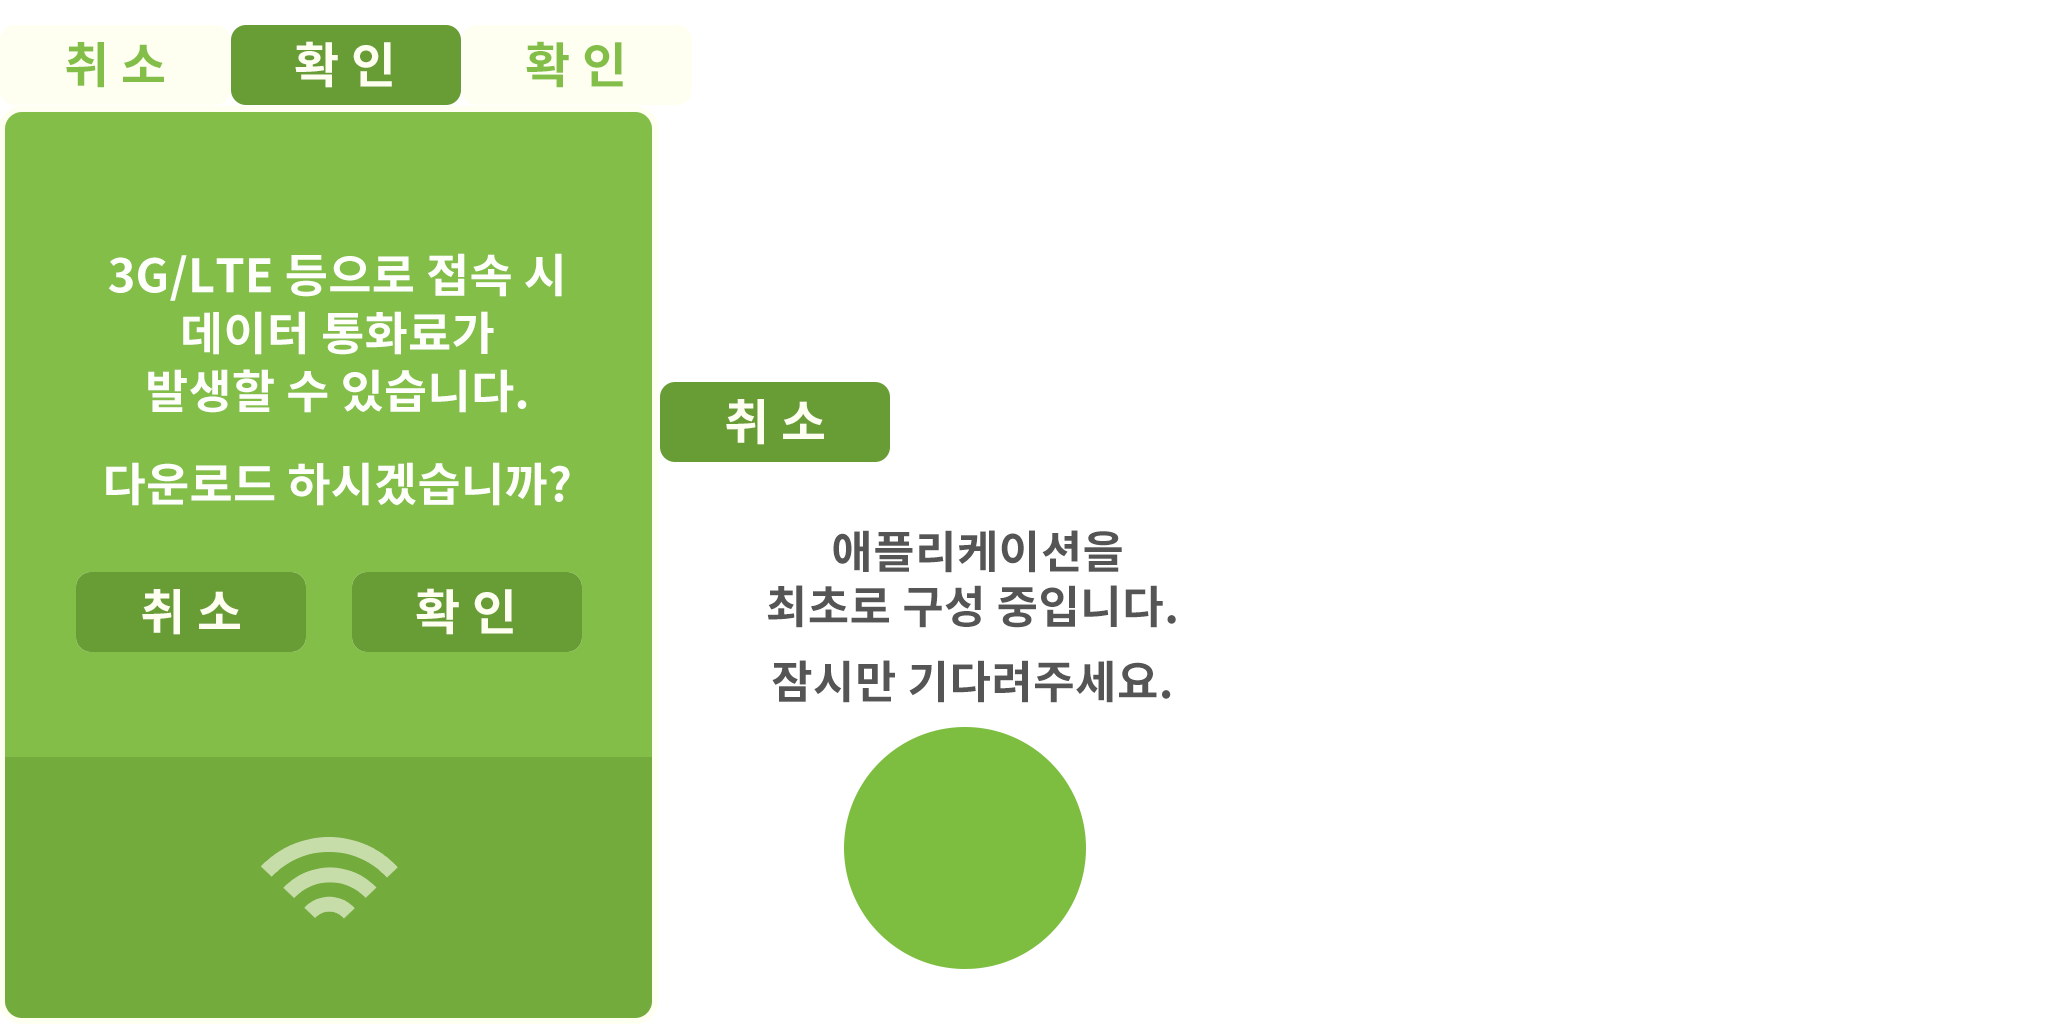 취 소
확 인
확 인
3G/LTE 등으로 접속 시
데이터 통화료가
발생할 수 있습니다.
다운로드 하시겠습니까?
취 소
확 인
취 소
애플리케이션을
최초로 구성 중입니다.
잠시만 기다려주세요.